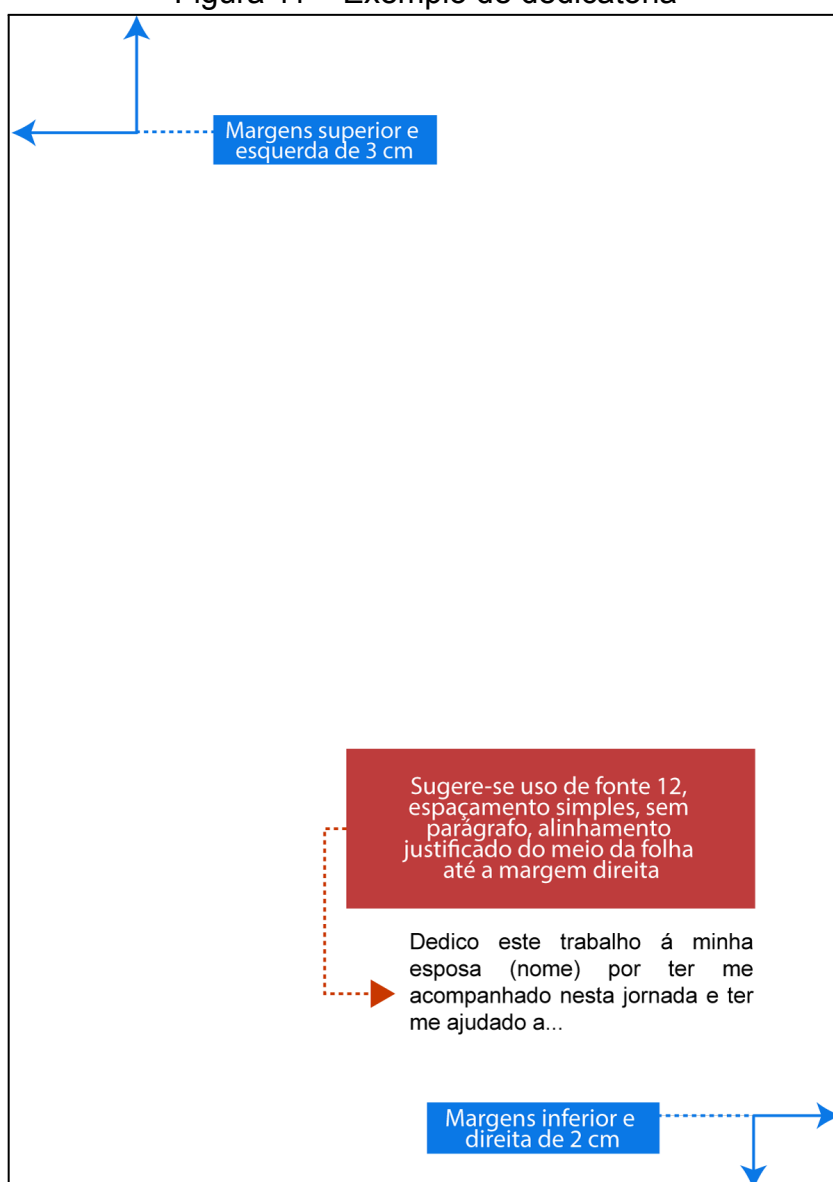 Margens superior e
esquerda de 3 cm
Sugere-se uso de fonte 12,
espaçamento simples, sem
parágrafo, alinhamento
justificado do meio da folha
até a margem direita
Dedico este trabalho á minha
esposa (nome) por ter me
acompanhado nesta jornada e ter
me ajudado a...
Margens inferior e
direita de 2 cm